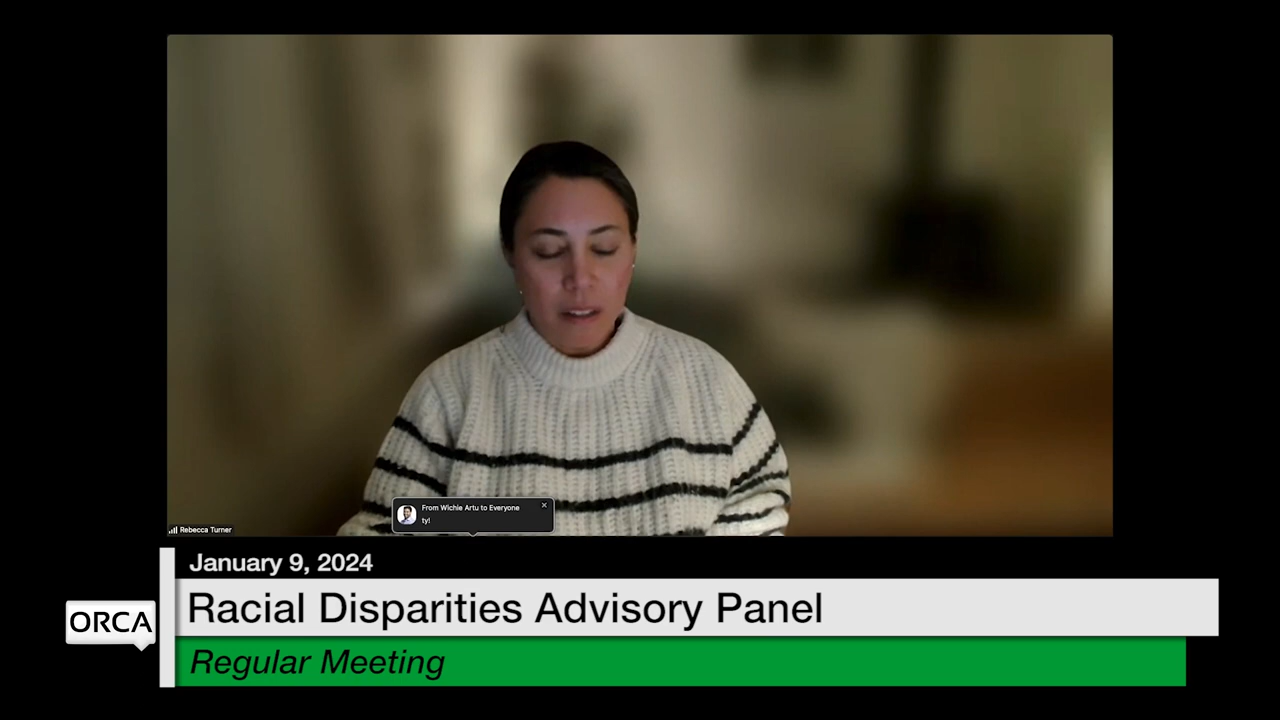 From Wichie Artu to Everyone
ty!
Rebecca Turner
January 9, 2024
Racial Disparities Advisory Panel
ORCA
Regular Meeting